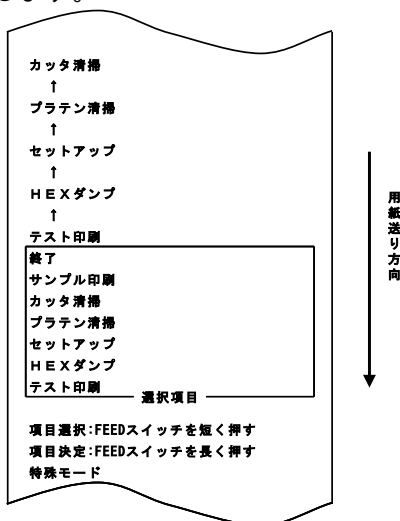 します。
カッタ清掃
↑
プラテン清掃
↑
セットアップ
↑
ＨＥＸダンプ
↑
テスト印刷
終了
サンプル印刷
カッタ清掃
プラテン清掃
セットアップ
ＨＥＸダンプ
テスト印刷
選択項目
項目選択:FEEDスイッチを短く押す
項目決定:FEEDスイッチを長く押す
特殊モード
用紙送り方向